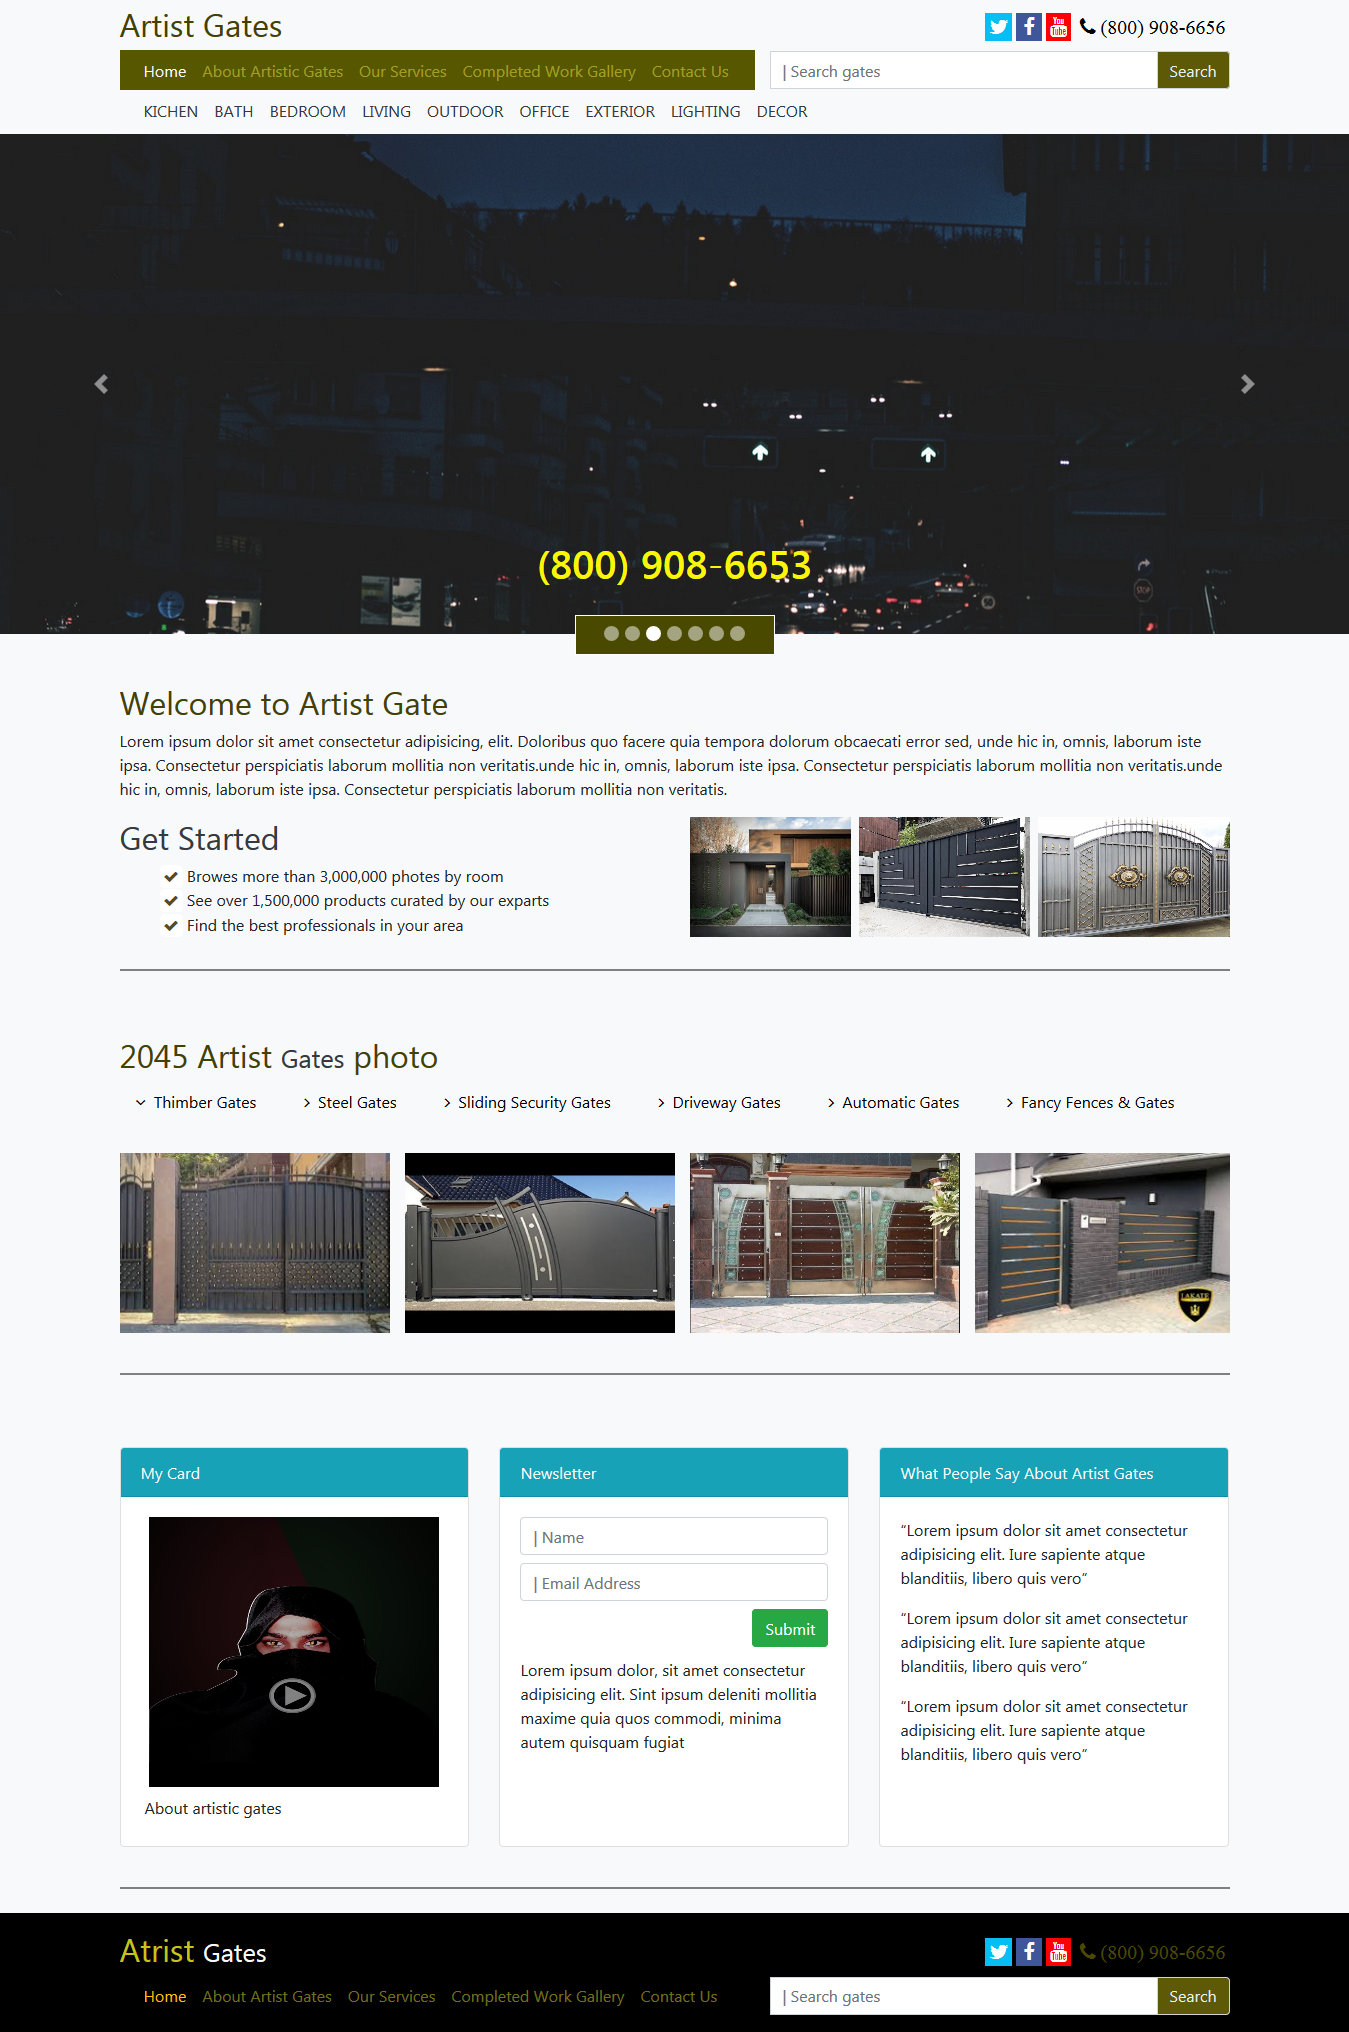 Artist Gates
(800) 908-6656
Home About Artistic Gates Our Services Completed Work Gallery Contact Us
| Search gates Search
KICHEN BATH BEDROOM LIVING OUTDOOR OFFICE EXTERIOR LIGHTING DECOR
STOP
(800) 908-6653
Welcome to Artist Gate
Lorem ipsum dolor sit amet consectetur adipisicing, elit. Doloribus quo facere quia tempora dolorum obcaecati error sed, unde hic in, omnis, laborum iste
ipsa. Consectetur perspiciatis laborum mollitia non veritatis.unde hic in, omnis, laborum iste ipsa. Consectetur perspiciatis laborum mollitia non veritatis.unde
hic in, omnis, laborum iste ipsa. Consectetur perspiciatis laborum mollitia non veritatis.
Get Started
Browes more than 3,000,000 photes by room
See over 1,500,000 products curated by our exparts
Find the best professionals in your area
2045 Artist Gates photo
Thimber Gates Steel Gates Sliding Security Gates Driveway Gates Automatic Gates Fancy Fences & Gates
LAKATE
My Card
About artistic gates
Newsletter
| Name
| Email Address
Submit
Lorem ipsum dolor, sit amet consectetur
adipisicing elit. Sint ipsum deleniti mollitia
maxime quia quos commodi, minima
autem quisquam fugiat
What People Say About Artist Gates
“Lorem ipsum dolor sit amet consectetur
adipisicing elit. Iure sapiente atque
blanditiis, libero quis vero”
“Lorem ipsum dolor sit amet consectetur
adipisicing elit. Iure sapiente atque
blanditiis, libero quis vero”
“Lorem ipsum dolor sit amet consectetur
adipisicing elit. Iure sapiente atque
blanditiis, libero quis vero”
Atrist Gates
You Tube (800) 908-6656
Home About Artist Gates Our Services Completed Work Gallery Contact Us
| Search gates Search